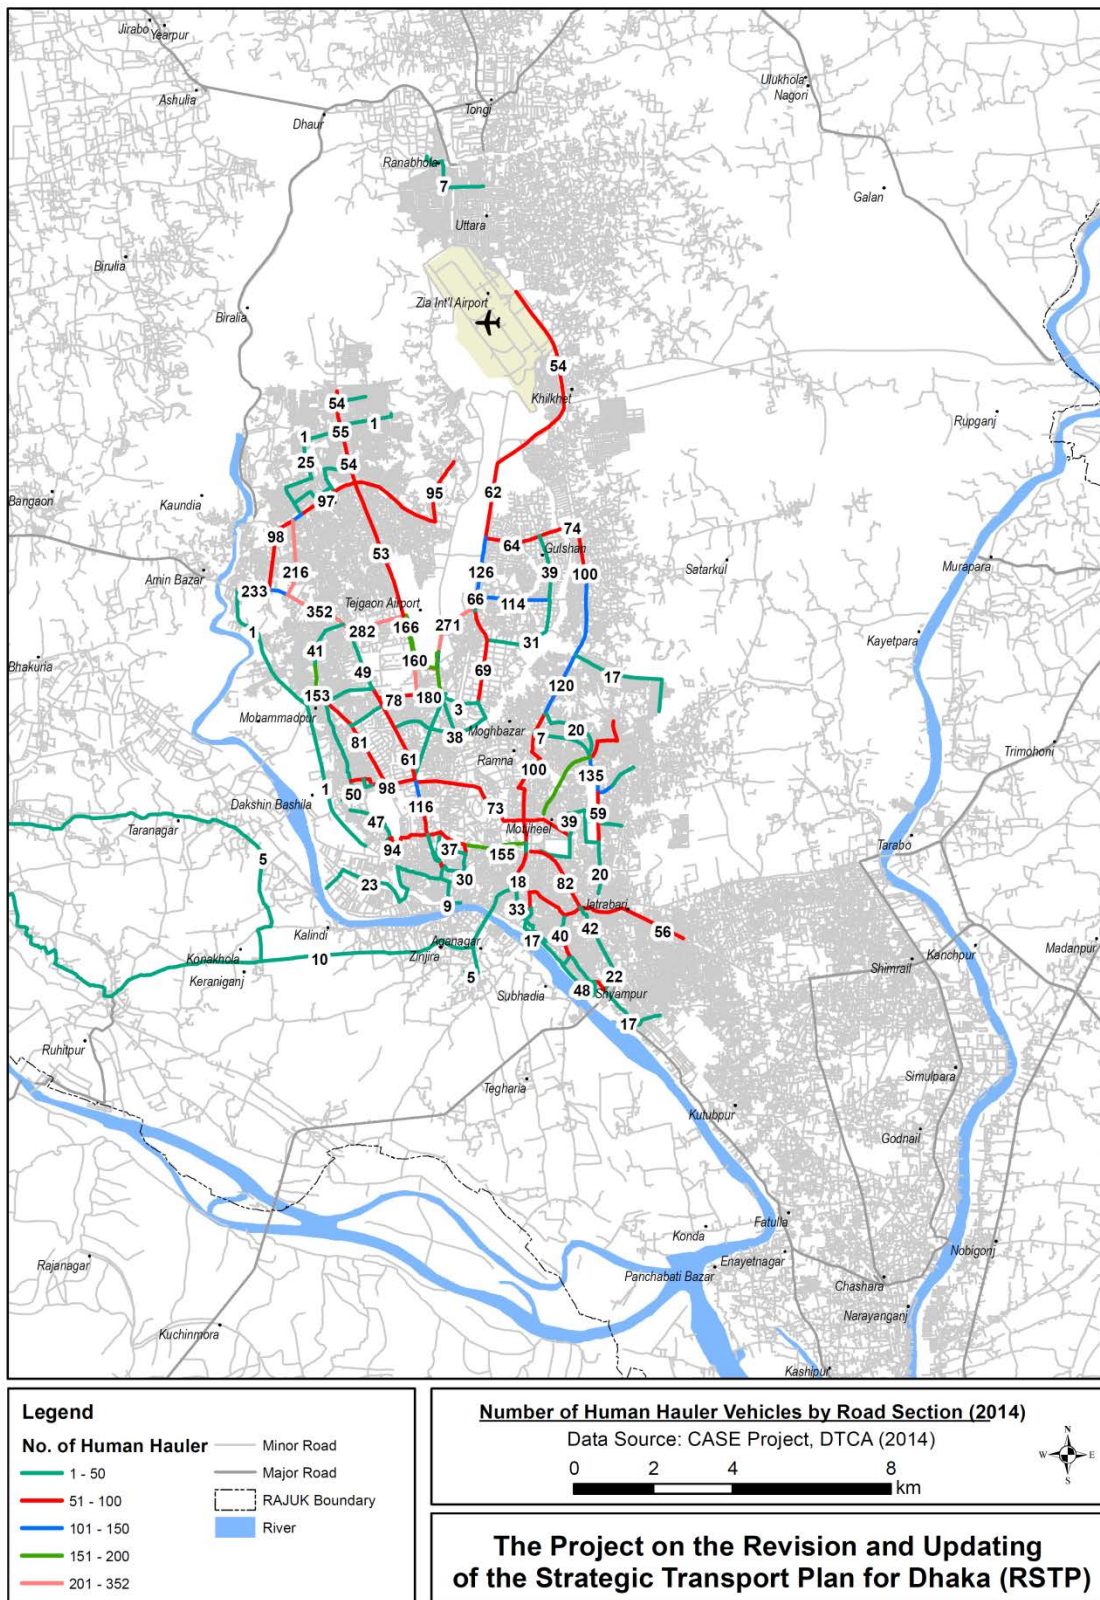 Jirabo
Yearpur
Ashulia
Dhaur
Tongi
Ulukhola
Nagori
Ranabhola
7
Galan
Uttara
Birulia
Zia Int'l Airport
Biralia
54
Khilkhet
54
Rupganj
1
55
1
25
54
Bangaon
Kaundia
97
95
62
98
74
64
Gulshan
53
Satarkul
Murapara
Amin Bazar
216
126
39
100
233
66
114
352
Tejgaon Airport
1
282
166
271
Kayetpara
41
31
Bhakuria
160
49
69
17
153
78
180
120
3
Mohammadpur
Moghbazar
20
38
7
81
Ramna
Trimohoni
61
100
135
98
1
50
Dakshin Bashila
116
73
59
Taranagar
47
Motijheel
39
Tarabo
94
37
155
5
30
20
23
18
82
9
33
Jatrabari
42
56
Kalindi
17
40
Aganagar
Zinjira
Konakhola
10
Kanchpur
Madanpur
Keraniganj
5
22
Shimrail
Subhadia
48
Shyampur
17
Ruhitpur
Tegharia
Simulpara
Kutubpur
Godnail
Fatulla
Konda
Rajanagar
Enayetnagar
Nobigonj
Panchabati Bazar
Chashara
Narayanganj
Kuchinmora
Kashipur
Legend
No. of Human Hauler
1 - 50
51 - 100
101 - 150
151 - 200
201 - 352
Minor Road
Major Road
RAJUK Boundary
River
Number of Human Hauler Vehicles by Road Section (2014)
Data Source: CASE Project, DTCA (2014)
0 2 4 8
km
N
W E
S
The Project on the Revision and Updating
of the Strategic Transport Plan for Dhaka (RSTP)